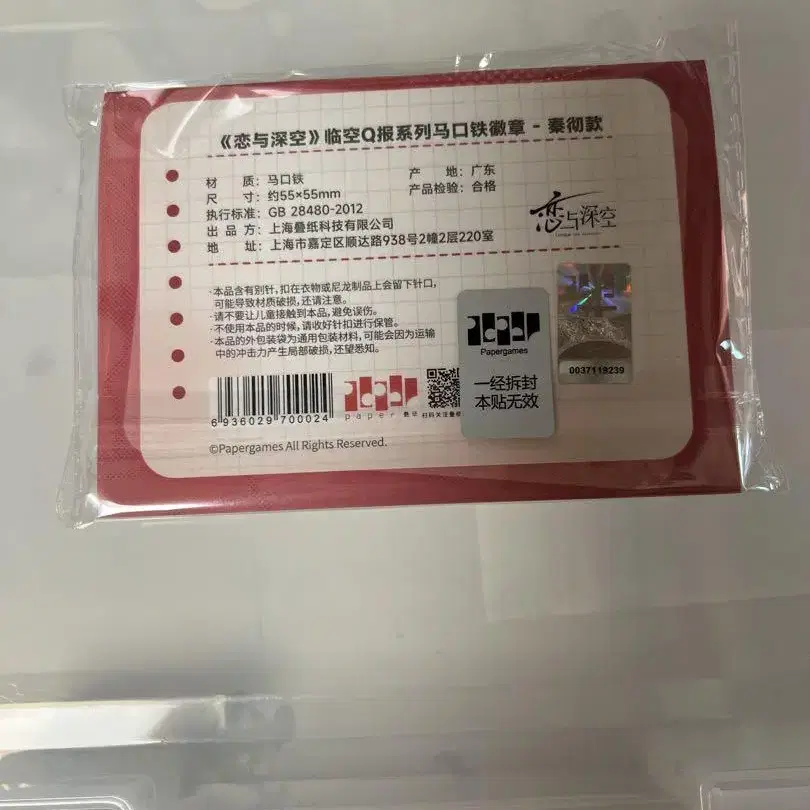 《恋与深空》临空Q报系列马口铁徽章 - 秦彻款
材 质：马口铁
产 地：广东
尺 寸：约55×55mm
产品检验：合格
执行标准：GB 28480-2012
出 品 方：上海叠纸科技有限公司
地 址：上海市嘉定区顺达路938号2幢2层220室
恋与深空
·本品含有别针，扣在衣物或尼龙制品上会留下针口，
可能导致材质破损，还请注意。
·请不要让儿童接触到本品，避免误伤。
·不使用本品的时候，请收好针扣进行保管。
·本品的外包装袋为通用包装材料，可能会因为运输
中的冲击力产生局部破损，还望悉知。
Papergames
一经拆封
本贴无效
0037119239
6 936029 700024
paper 叠纸
扫码关注叠
©Papergames All Rights Reserved.